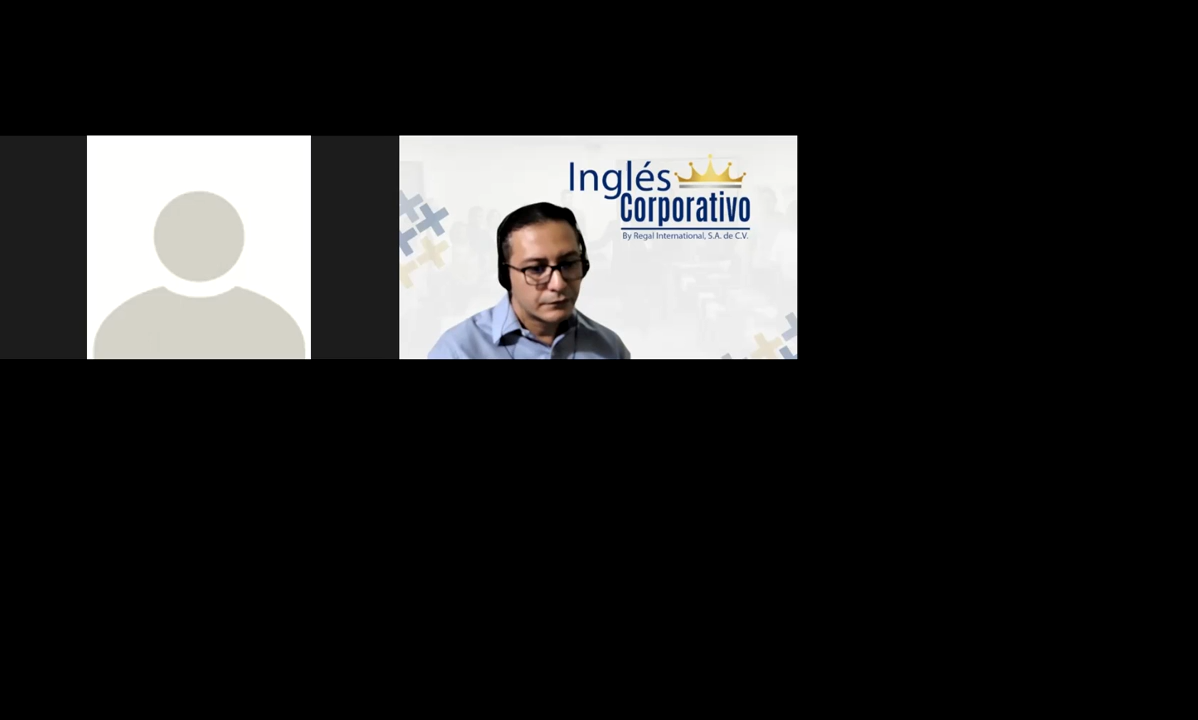 Inglés
Corporativo
By Regal International, S.A. de C.V.